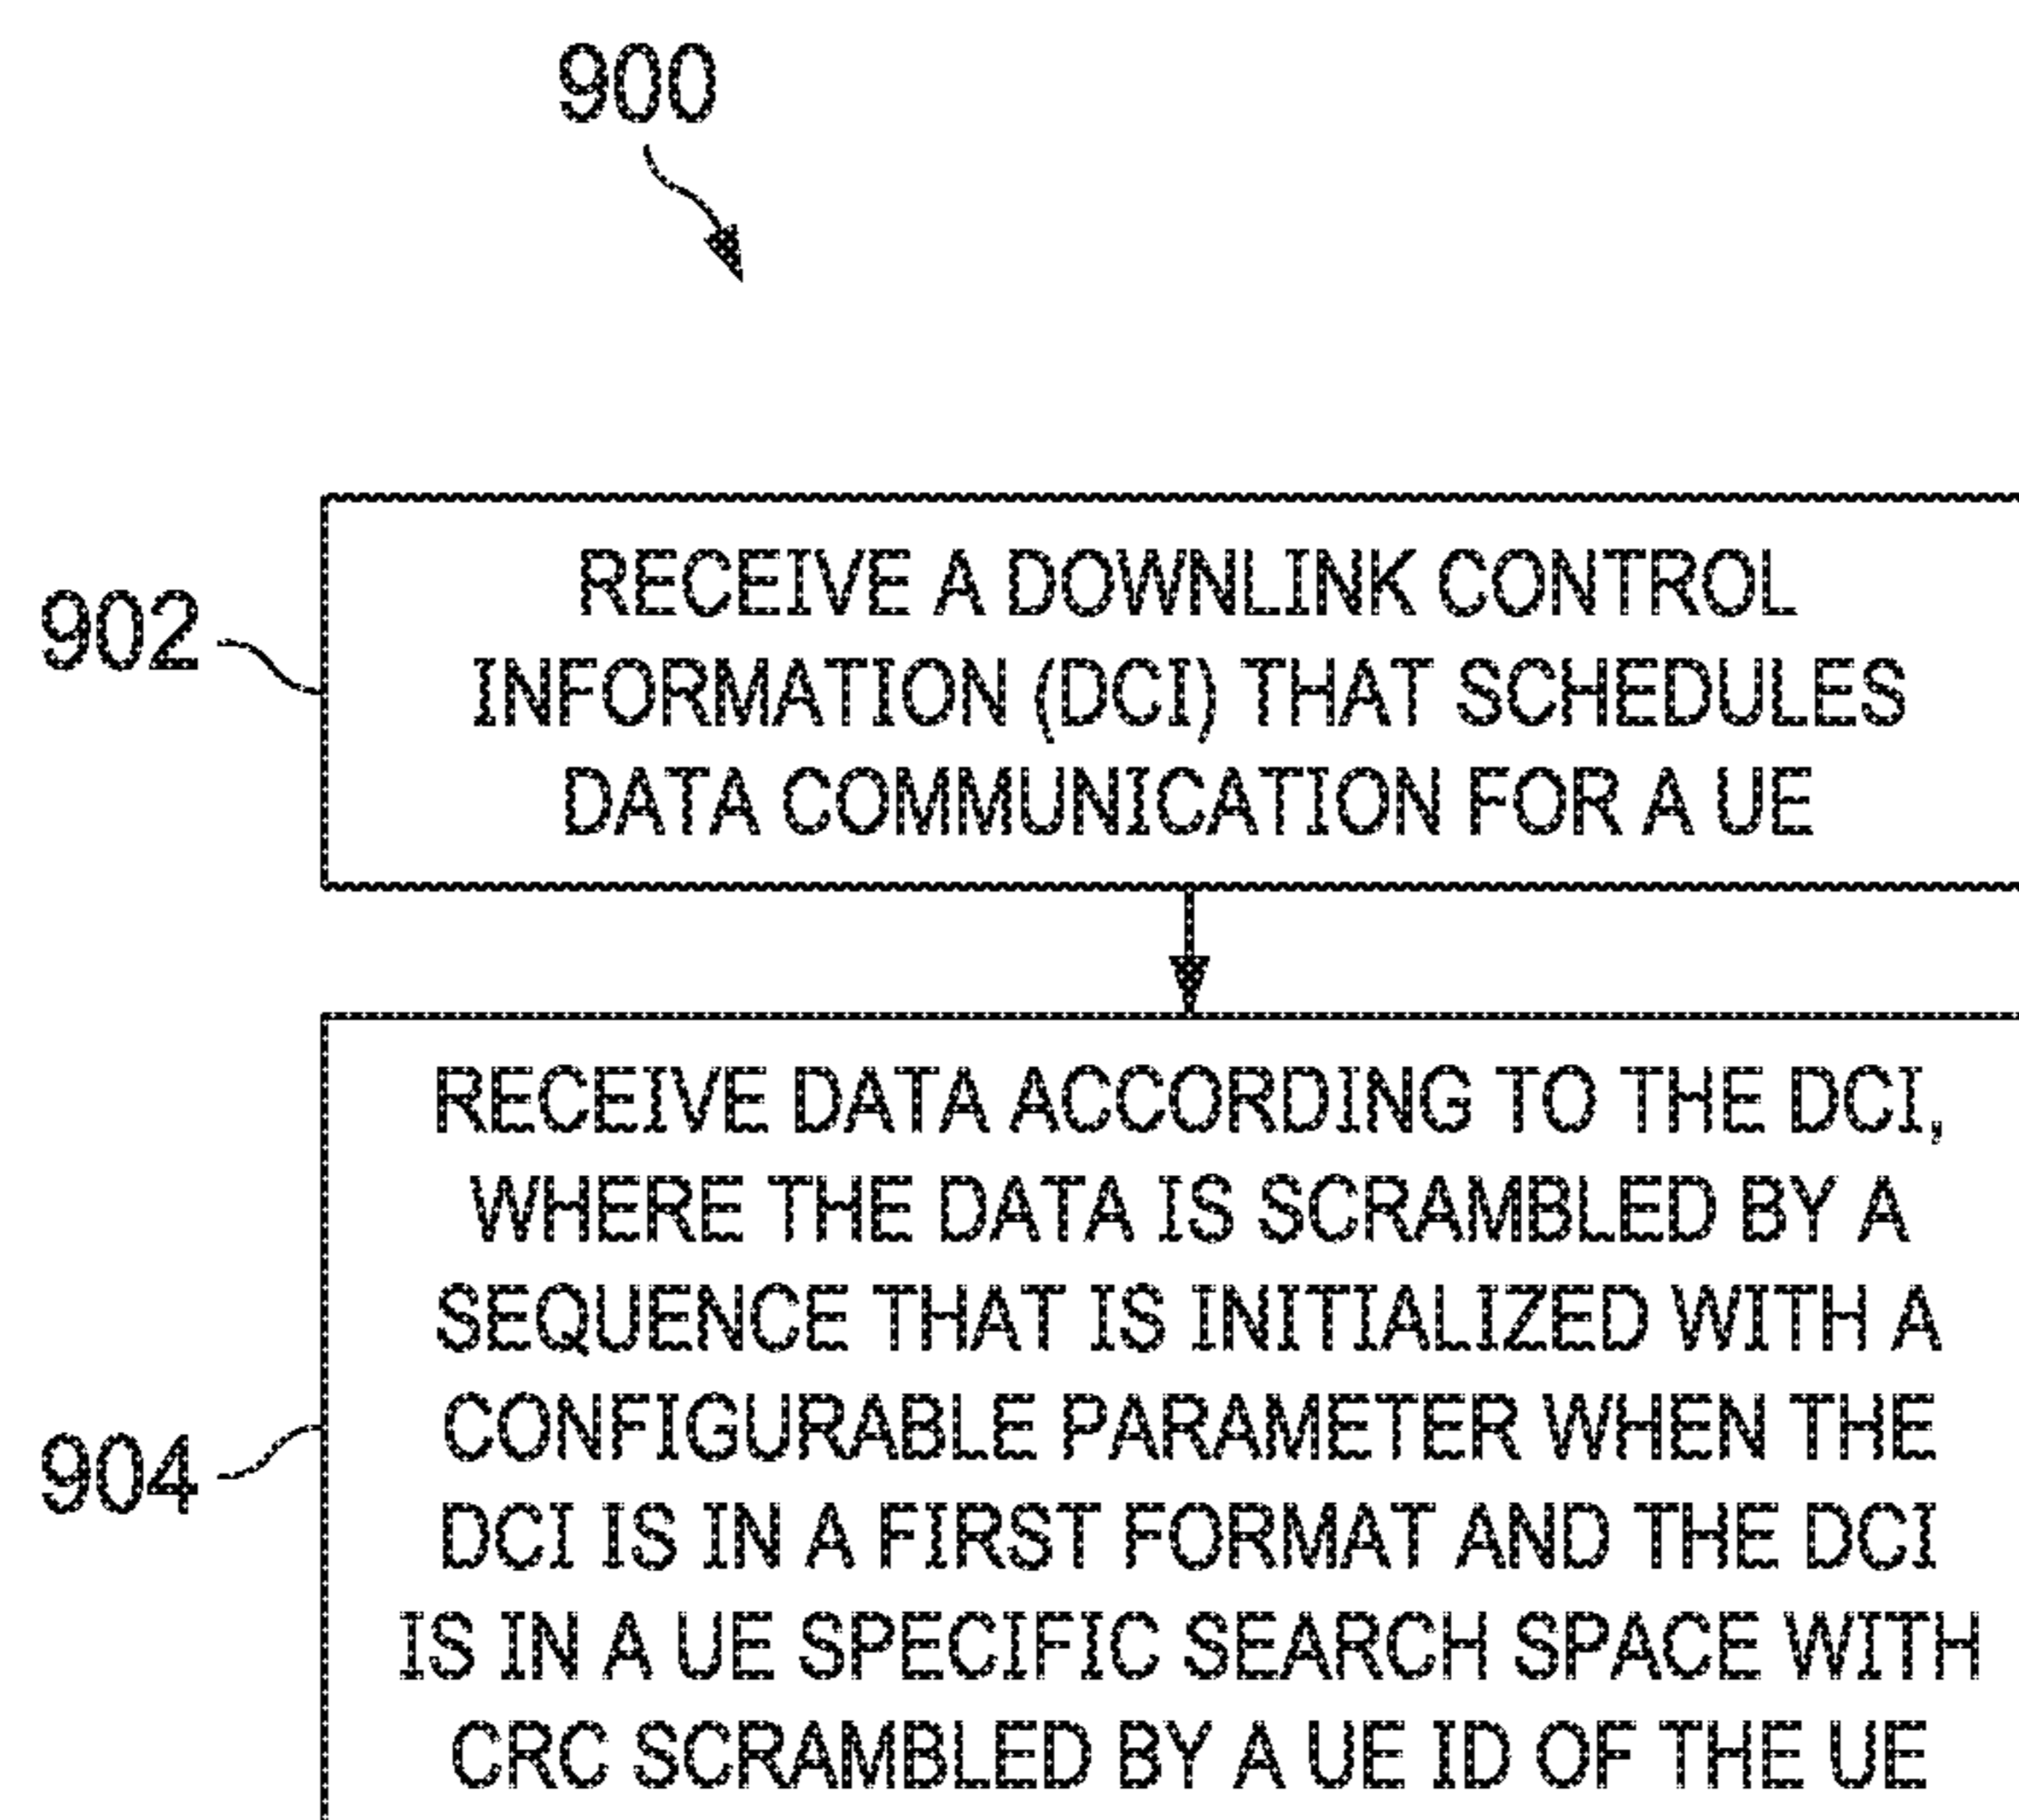 900
902
RECEIVE A DOWNLINK CONTROL
INFORMATION (DCI) THAT SCHEDULES
DATA COMMUNICATION FOR A UE
904
RECEIVE DATA ACCORDING TO THE DCI,
WHERE THE DATA IS SCRAMBLED BY A
SEQUENCE THAT IS INITIALIZED WITH A
CONFIGURABLE PARAMETER WHEN THE
DCI IS IN A FIRST FORMAT AND THE DCI
IS IN A UE SPECIFIC SEARCH SPACE WITH
CRC SCRAMBLED BY A UE ID OF THE UE